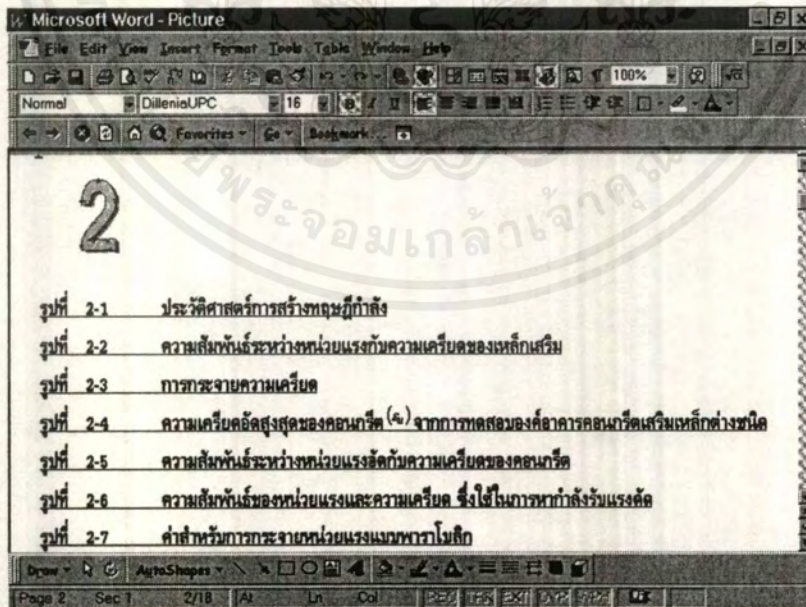 Microsoft Word - Picture
File Edit View Insert Format Tools Table Window Help
100%
Normal DilleniaUPC 16 B I U
Favorites Go Bookmark...
พระจอมเกล้าเจ้าคุณ
2
รูปที่ 2-1 ประวัติศาสตร์การสร้างทฤษฎีกำลัง
รูปที่ 2-2 ความสัมพันธ์ระหว่างหน่วยแรงกับความเครียดของเหล็กเสริม
รูปที่ 2-3 การกระจายความเครียด
รูปที่ 2-4 ความเครียดอัดสูงสุดของคอนกรีต จากการทดสอบองค์อาคารคอนกรีตเสริมเหล็กต่างชนิด
รูปที่ 2-5 ความสัมพันธ์ระหว่างหน่วยแรงอัดกับความเครียดของคอนกรีต
รูปที่ 2-6 ความสัมพันธ์ของหน่วยแรงและความเครียด ซึ่งใช้ในการหากำลังรับแรงดัด
รูปที่ 2-7 ค่าสำหรับการกระจายหน่วยแรงแบบพาราโบลิก
Draw AutoShapes
Page 2 Sec 1 2/18 At Ln Col REC TRK EXT OVR WPH